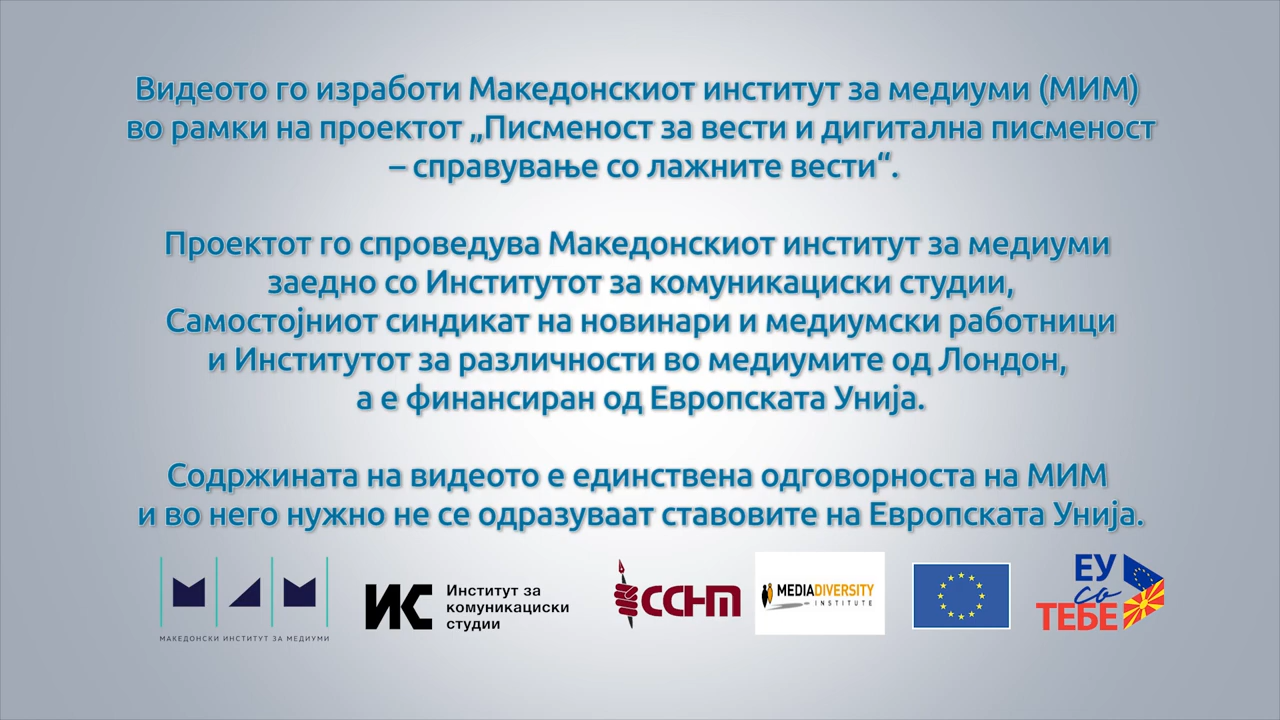 Видеото го изработи Македонскиот институт за медиуми (МИМ)
во рамки на проектот „Писменост за вести и дигитална писменост
– справување со лажните вести“.
Проектот го спроведува Македонскиот институт за медиуми
заедно со Институтот за комуникациски студии,
Самостојниот синдикат на новинари и медиумски работници
и Институтот за различности во медиумите од Лондон,
а е финансиран од Европската Унија.
Содржината на видеото е единствена одговорноста на МИМ
и во него нужно не се одразуваат ставовите на Европската Унија.
МИМ
МАКЕДОНСКИ ИНСТИТУТ ЗА МЕДИУМИ
ИС
Институт за
комуникациски
студии
ССНМ
MEDIADIVERSITY
INSTITUTE
ЕУ
со
ТЕБЕ